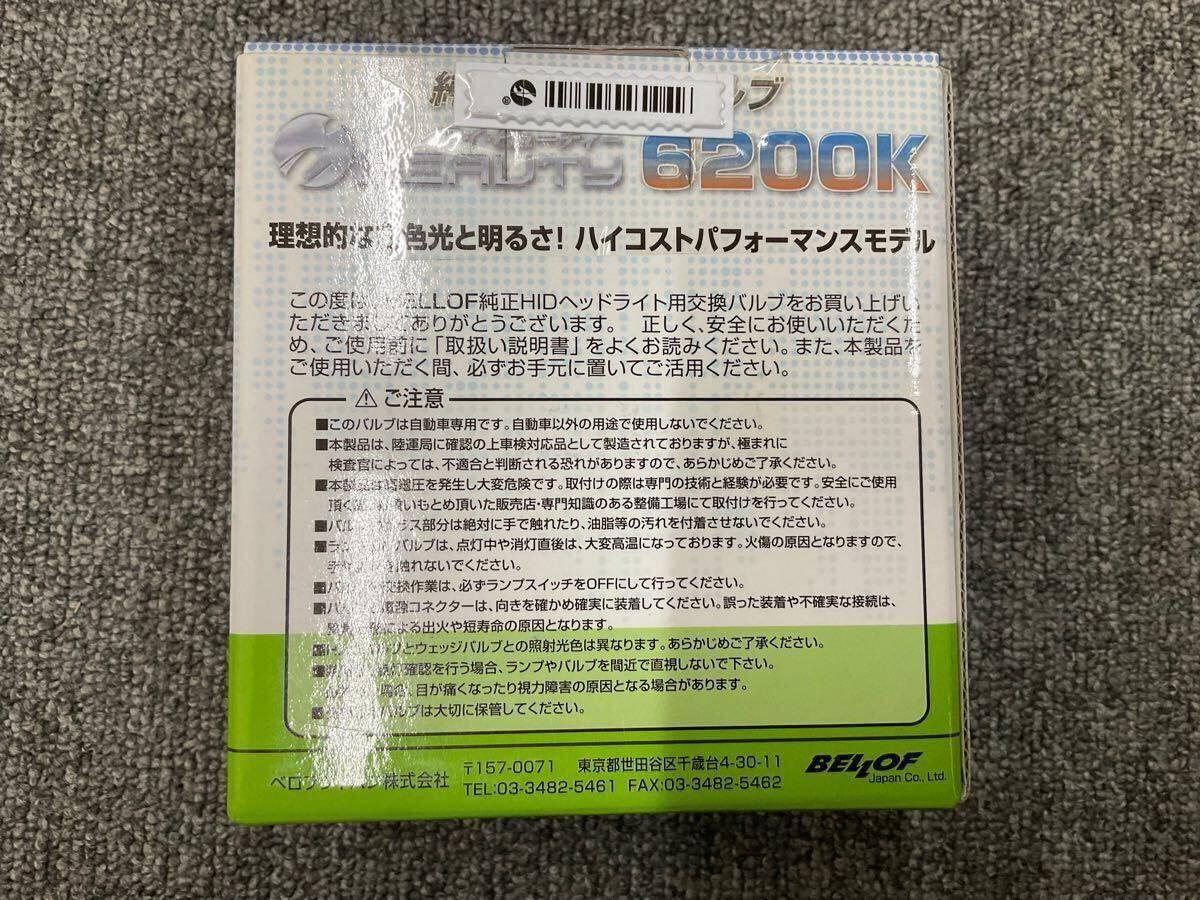 純 ルブ
EAUTY 6200K
理想的な 色光と明るさ! ハイコストパフォーマンスモデル
この度は ELLOF純正HIDヘッドライト用交換バルブをお買い上げい
ただきましてありがとうございます。 正しく、安全にお使いいただくた
め、ご使用前に「取扱い説明書」をよくお読みください。また、本製品を
ご使用いただく間、必ずお手元に置いてご活用ください。
⚠ご注意
■このバルブは自動車専用です。自動車以外の用途で使用しないでください。
■本製品は、陸運局に確認の上車検対応品として製造されておりますが、極まれに
検査官によっては、不適合と判断される恐れがありますので、あらかじめご了承ください。
■本製品は高電圧を発生し大変危険です。取付けの際は専門の技術と経験が必要です。安全にご使用
頂く お買いもとめ頂いた販売店・専門知識のある整備工場にて取付けを行ってください。
■バルブ ラス部分は絶対に手で触れたり、油脂等の汚れを付着させないでください。
■ラン バルブは、点灯中や消灯直後は、大変高温になっております。火傷の原因となりますので、
手 触れないでください。
■バル 交換作業は、必ずランプスイッチをOFFにして行ってください。
■バル 電源コネクターは、向きを確かめ確実に装着してください。誤った装着や不確実な接続は、
による出火や短寿命の原因となります。
■ とウェッジバルブとの照射光色は異なります。あらかじめご了承ください。
■ 確認を行う場合、ランプやバルブを間近で直視しないで下さい。
場合、目が痛くなったり視力障害の原因となる場合があります。
■ バルブは大切に保管してください。
ベロフジャパン株式会社
〒157-0071 東京都世田谷区千歳台4-30-11
TEL:03-3482-5461 FAX:03-3482-5462
BELLOF
Japan Co., Ltd.